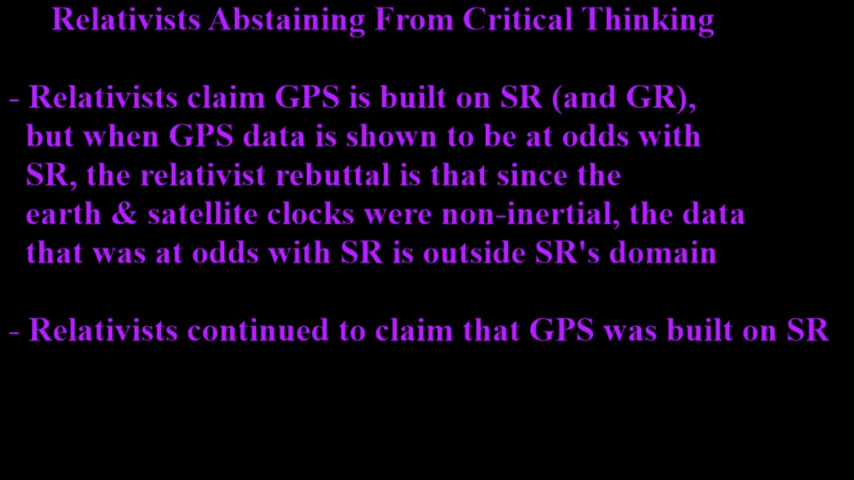 Relativists Abstaining From Critical Thinking
- Relativists claim GPS is built on SR (and GR),
but when GPS data is shown to be at odds with
SR, the relativist rebuttal is that since the
earth & satellite clocks were non-inertial, the data
that was at odds with SR is outside SR's domain
- Relativists continued to claim that GPS was built on SR